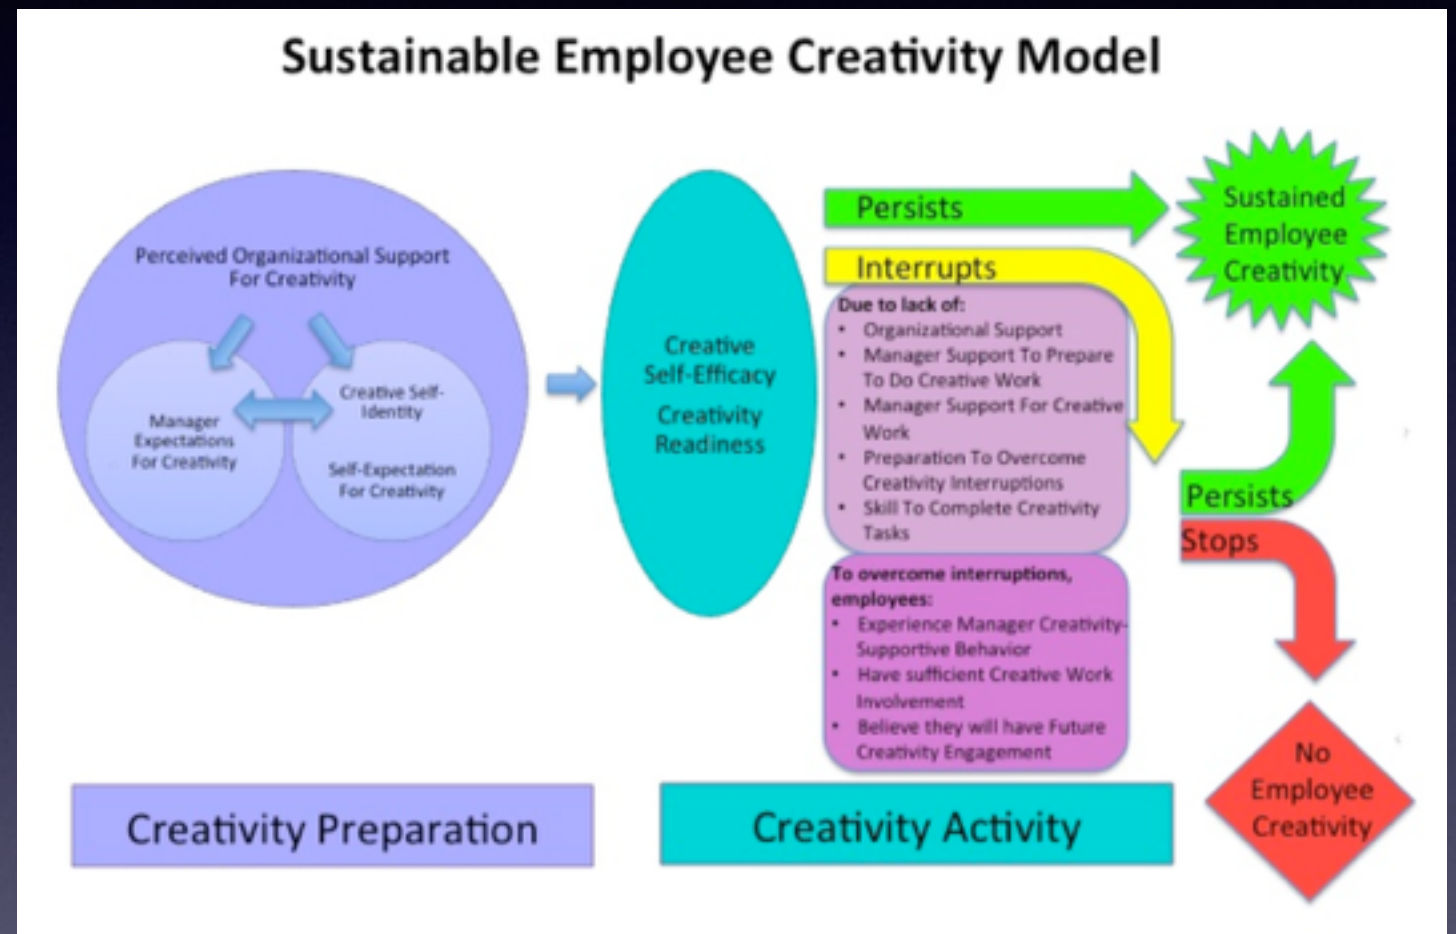 Sustainable Employee Creativity Model
Perceived Organizational Support
For Creativity
Manager
Expectations
For Creativity
Creative Self-
Identity
Self-Expectation
For Creativity
Creative
Self-Efficacy
Creativity
Readiness
Persists
Interrupts
Due to lack of:
• Organizational Support
• Manager Support To Prepare
To Do Creative Work
• Manager Support For Creative
Work
• Preparation To Overcome
Creativity Interruptions
• Skill To Complete Creativity
Tasks
To overcome interruptions,
employees:
• Experience Manager Creativity-
Supportive Behavior
• Have sufficient Creative Work
Involvement
• Believe they will have Future
Creativity Engagement
Sustained
Employee
Creativity
Persists
Stops
No
Employee
Creativity
Creativity Preparation
Creativity Activity